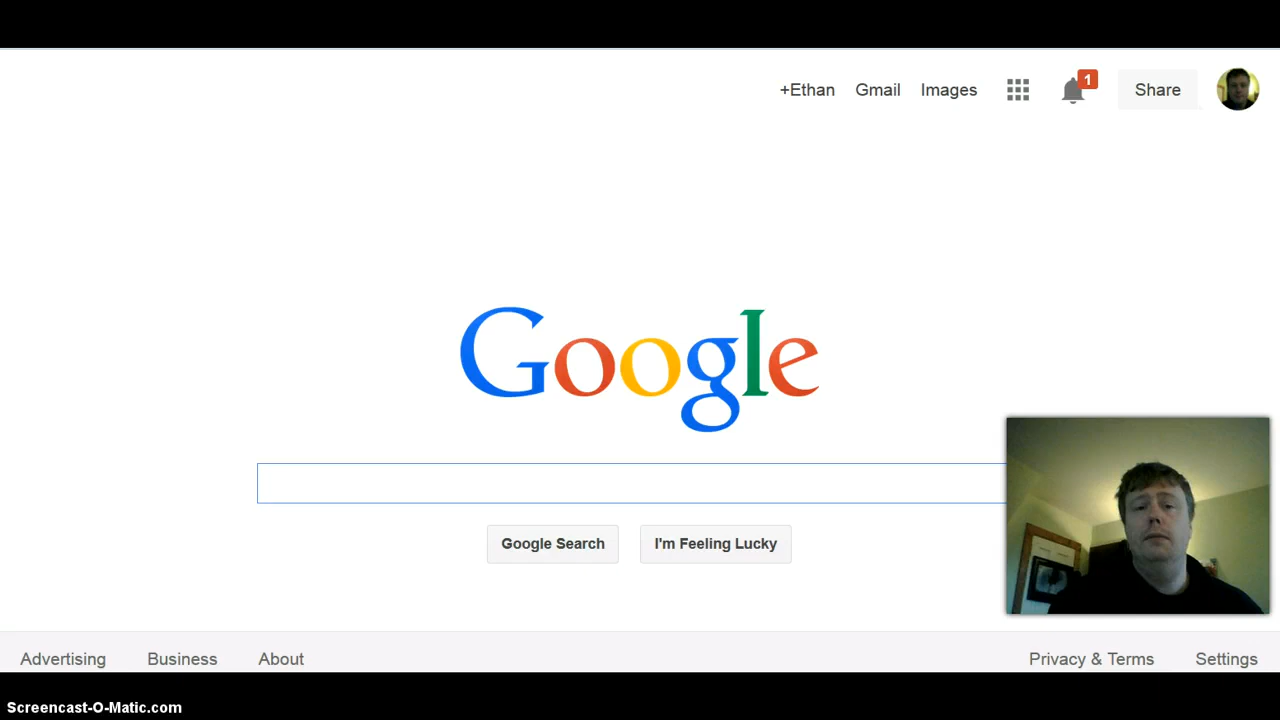 +Ethan Gmail Images 1 Share
Google
Google Search I'm Feeling Lucky
Advertising Business About Privacy & Terms Settings
Screencast-O-Matic.com